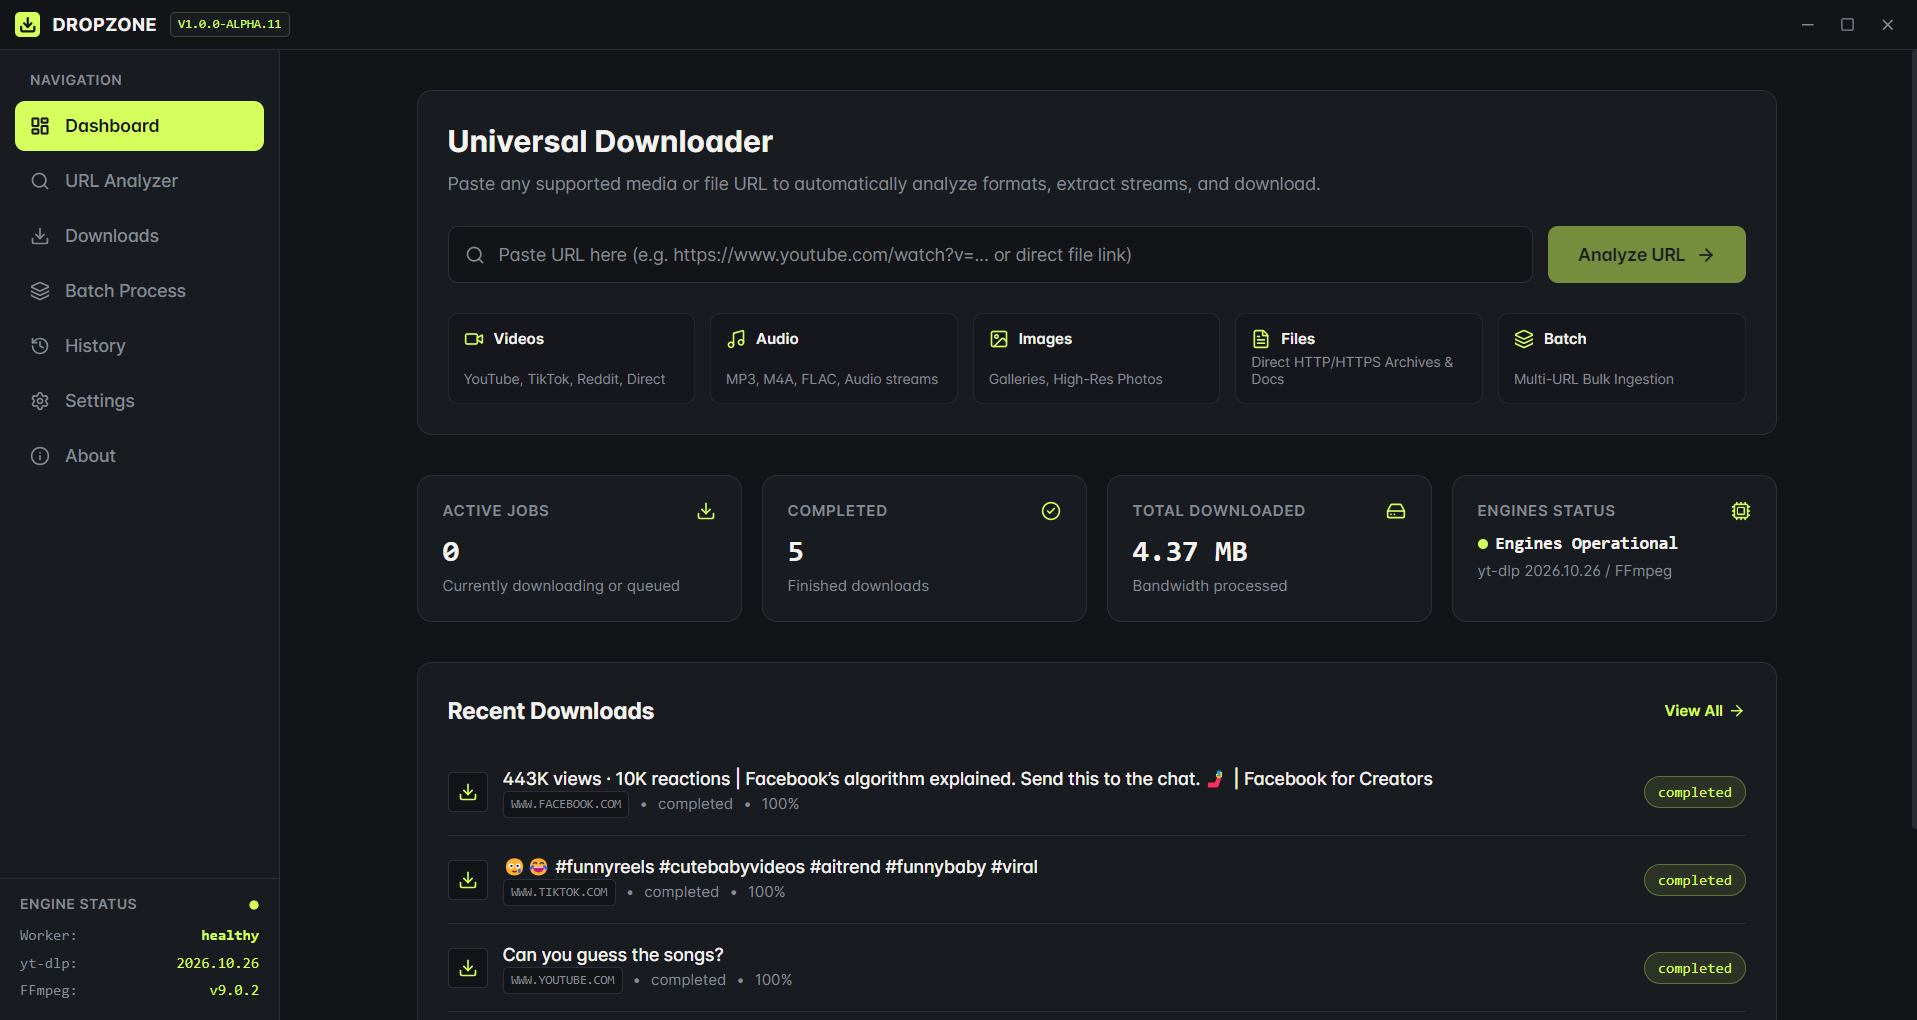 DROPZONE V1.0.0-ALPHA.11
NAVIGATION
Dashboard
URL Analyzer
Downloads
Batch Process
History
Settings
About
ENGINE STATUS
Worker: healthy
yt-dlp: 2026.10.26
FFmpeg: v9.0.2
Universal Downloader
Paste any supported media or file URL to automatically analyze formats, extract streams, and download.
Paste URL here (e.g. https://www.youtube.com/watch?v=... or direct file link)
Analyze URL →
Videos
YouTube, TikTok, Reddit, Direct
Audio
MP3, M4A, FLAC, Audio streams
Images
Galleries, High-Res Photos
Files
Direct HTTP/HTTPS Archives &
Docs
Batch
Multi-URL Bulk Ingestion
ACTIVE JOBS
0
Currently downloading or queued
COMPLETED
5
Finished downloads
TOTAL DOWNLOADED
4.37 MB
Bandwidth processed
ENGINES STATUS
Engines Operational
yt-dlp 2026.10.26 / FFmpeg
Recent Downloads
View All →
443K views · 10K reactions | Facebook’s algorithm explained. Send this to the chat. 💅 | Facebook for Creators
WWW.FACEBOOK.COM • completed • 100%
completed
😳😂 #funnyreels #cutebabyvideos #aitrend #funnybaby #viral
WWW.TIKTOK.COM • completed • 100%
completed
Can you guess the songs?
WWW.YOUTUBE.COM • completed • 100%
completed